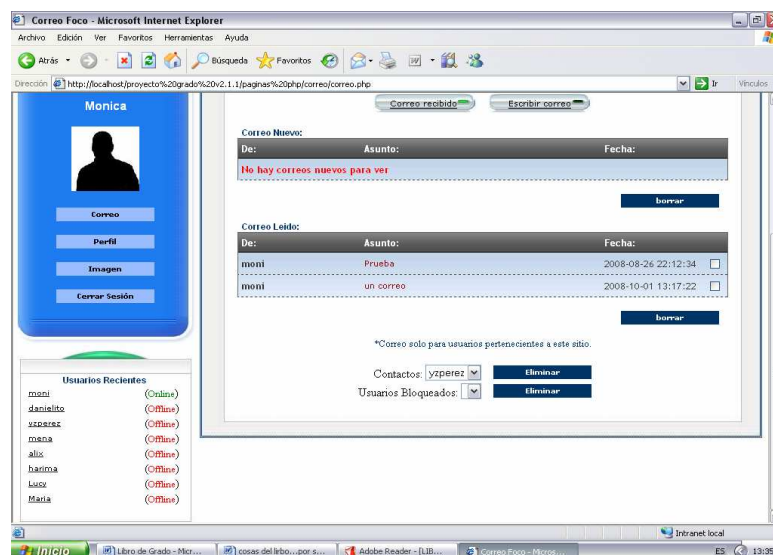 Correo Foco - Microsoft Internet Explorer
Archivo Edición Ver Favoritos Herramientas Ayuda
Atrás Búsqueda Favoritos
Dirección http://localhost/proyecto%20grado%20v2.1.1/paginas%20php/correo/correo.php Ir Vínculos
Monica
Correo
Perfil
Imagen
Cerrar Sesión
Usuarios Recientes
moni (Online)
danielito (Offline)
yzperez (Offline)
mena (Offline)
alix (Offline)
harima (Offline)
Lucy (Offline)
Maria (Offline)
Correo recibido Escribir correo
Correo Nuevo:
De: Asunto: Fecha:
No hay correos nuevos para ver
borrar
Correo Leido:
De: Asunto: Fecha:
moni Prueba 2008-08-26 22:12:34
moni un correo 2008-10-01 13:17:22
borrar
*Correo solo para usuarios pertenecientes a este sitio.
Contactos: yzperez Eliminar
Usuarios Bloqueados: Eliminar
Intranet local
Inicio Libro de Grado - Micr... cosas del lirbo...por s... Adobe Reader - [LIB... Correo Foco - Micros... ES 13:35